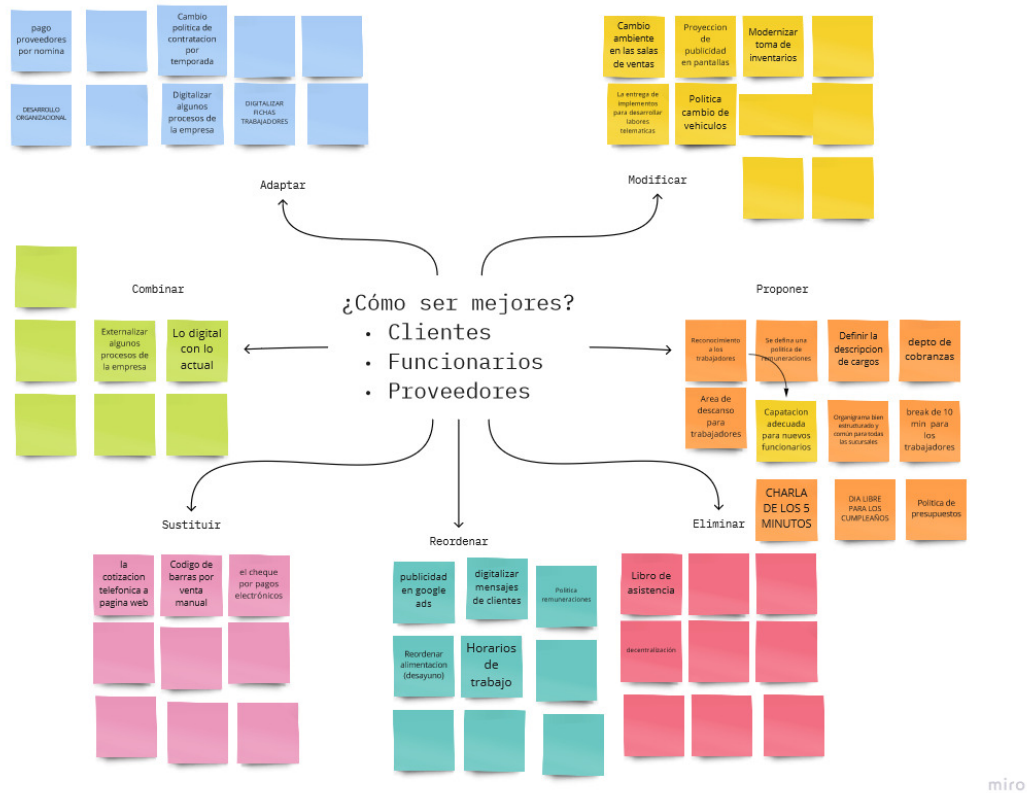 pago
proveedores
por nomina
Cambio
politica de
contratacion por
temporada
DESARROLLO
ORGANIZACIONAL
Digitalizar
algunos
procesos de
la empresa
DIGITALIZAR
FICHAS
TRABAJADORES
Adaptar
Cambio
ambiente
en las salas
de ventas
Proyeccion
de
publicidad
en pantallas
Modernizar
toma de
inventarios
La entrega de
implementos
para desarrollar
labores
telematicas
Politica
cambio de
vehiculos
Modificar
Combinar
Externalizar
algunos
procesos de
la empresa
Lo digital
con lo
actual
¿Cómo ser mejores?
• Clientes
• Funcionarios
• Proveedores
Proponer
Reconocimiento
a los
trabajadores
Se defina una
politica de
remuneraciones
Definir la
descripcion
de cargos
depto de
cobranzas
Area de
descanso
para
trabajadores
Capatacion
adecuada
para nuevos
funcionarios
Organigrama bien
estructurado y
común para todas
las sucursales
break de 10
min para
los
trabajadores
CHARLA
DE LOS 5
MINUTOS
DIA LIBRE
PARA LOS
CUMPLEAÑOS
Politica de
presupuestos
Sustituir
la
cotizacion
telefonica a
pagina web
Codigo de
barras por
venta
manual
el cheque
por pagos
electrónicos
Reordenar
publicidad
en google
ads
digitalizar
mensajes
de clientes
Politica
remuneraciones
Reordenar
alimentacion
(desayuno)
Horarios
de
trabajo
Eliminar
Libro de
asistencia
decentralización
miro